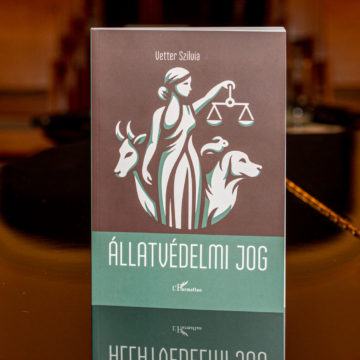 Vetter Szilvia
ÁLLATVÉDELMI JOG
L'Harmattan